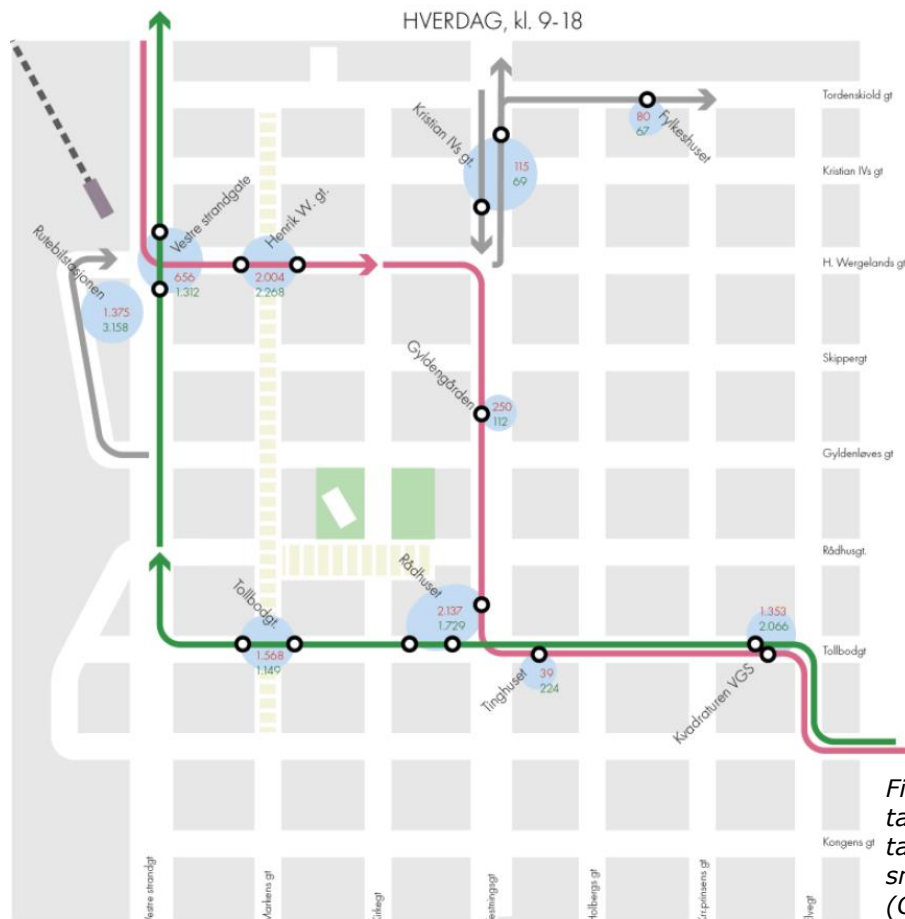 HVERDAG, kl. 9-18
Tordenskiold gt
80
67
Fylkeshuset
Kristian IVs gt.
115
69
Kristian IVs gt
Vestre strandgate
Henrik W. gt.
Rutebilstasjonen
656
1.312
2.004
2.268
H. Wergelands gt
1.375
3.158
Skippergt
Gyldengården
250
112
Gyldenløves gt
Rådhusgt.
Rådhuset
Tollbodgt.
2.137
1.729
1.353
2.066
1.568
1.149
Tollbodgt
Tinghuset
39
224
Kvadraturen VGS
Kongens gt
Markens gt
Holbergs gt